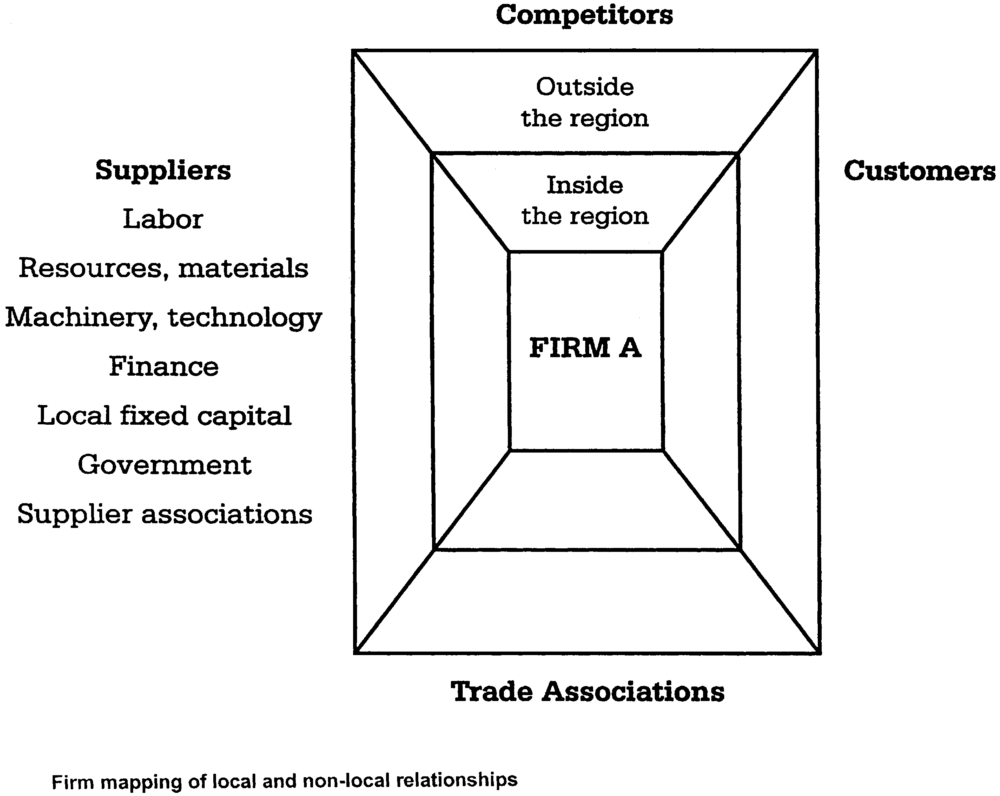 Competitors
Outside
the region
Inside
the region
Suppliers
Labor
Resources, materials
Machinery, technology
Finance
Local fixed capital
Government
Supplier associations
FIRM A
Customers
Trade Associations
Firm mapping of local and non-local relationships